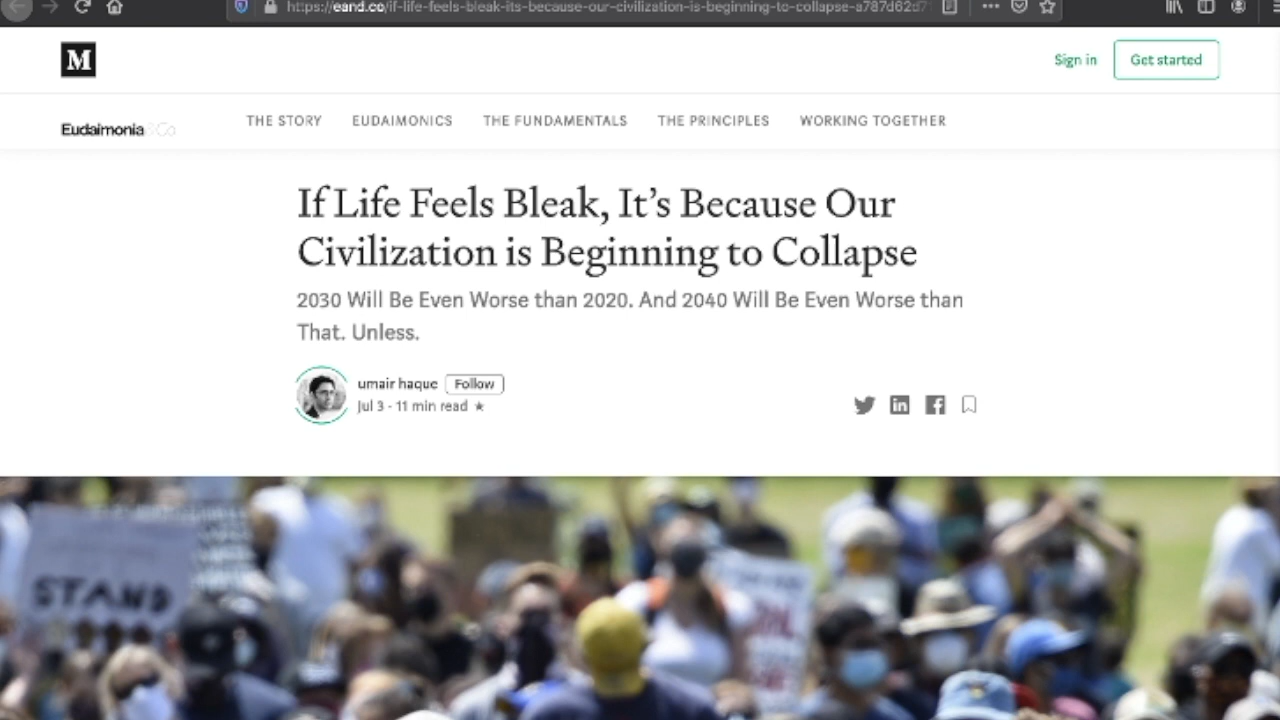 https://eand.co/if-life-feels-bleak-its-because-our-civilization-is-beginning-to-collapse-a787d62d7
M
Sign in
Get started
Eudaimonia &Co
THE STORY
EUDAIMONICS
THE FUNDAMENTALS
THE PRINCIPLES
WORKING TOGETHER
If Life Feels Bleak, It’s Because Our
Civilization is Beginning to Collapse
2030 Will Be Even Worse than 2020. And 2040 Will Be Even Worse than
That. Unless.
umair haque
Follow
Jul 3 · 11 min read ★
STAND